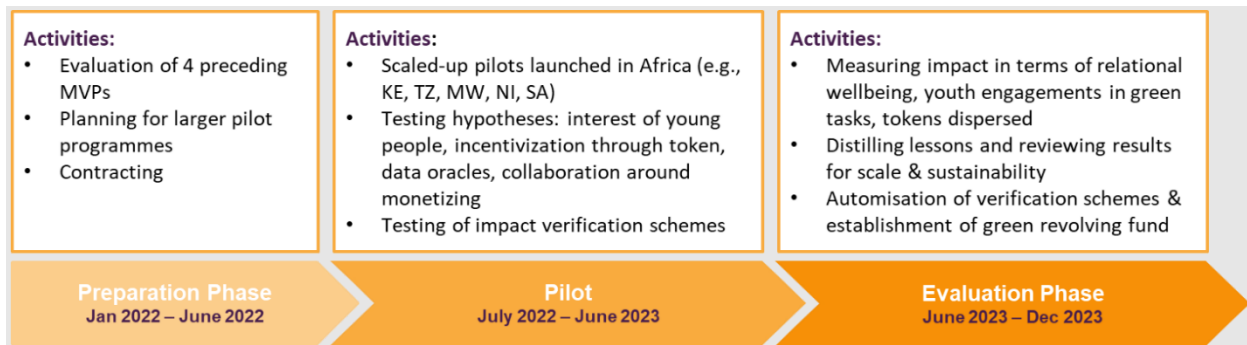 Activities:
• Evaluation of 4 preceding
MVPs
• Planning for larger pilot
programmes
• Contracting
Preparation Phase
Jan 2022 – June 2022
Activities:
• Scaled-up pilots launched in Africa (e.g.,
KE, TZ, MW, NI, SA)
• Testing hypotheses: interest of young
people, incentivization through token,
data oracles, collaboration around
monetizing
• Testing of impact verification schemes
Pilot
July 2022 – June 2023
Activities:
• Measuring impact in terms of relational
wellbeing, youth engagements in green
tasks, tokens dispersed
• Distilling lessons and reviewing results
for scale & sustainability
• Automisation of verification schemes &
establishment of green revolving fund
Evaluation Phase
June 2023 – Dec 2023